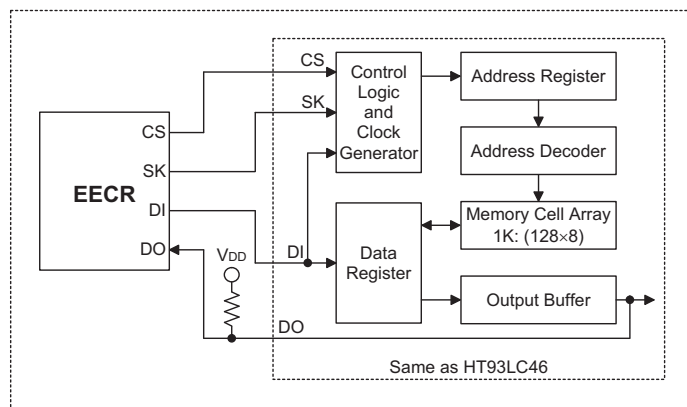 EECR
CS
SK
DI
DO
VDD
CS
SK
DI
DO
Control
Logic
and
Clock
Generator
Address Register
Address Decoder
Memory Cell Array
1K: (128×8)
Data
Register
Output Buffer
Same as HT93LC46